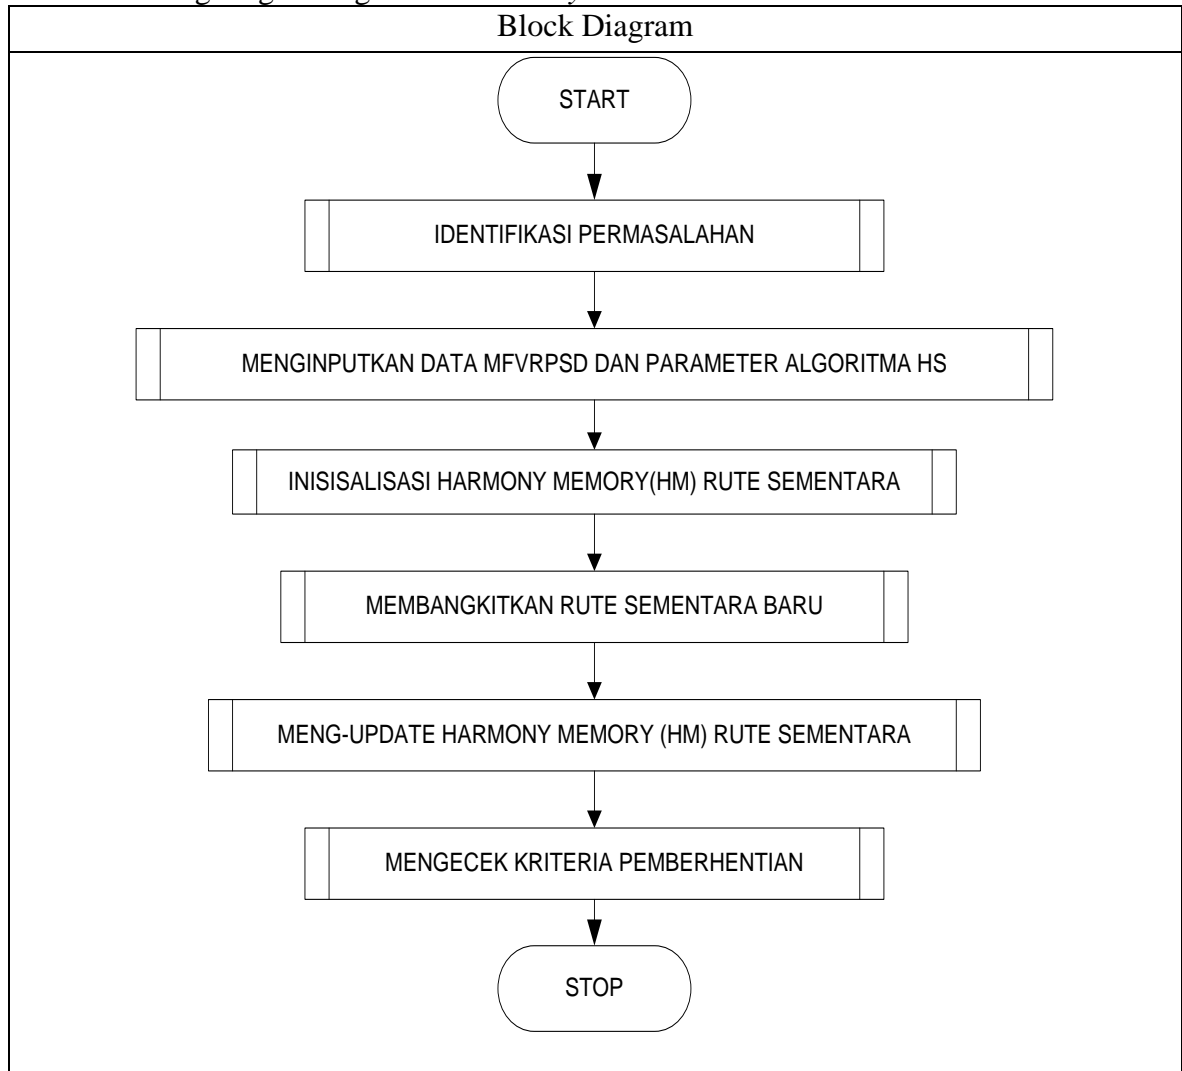 Block Diagram
START
IDENTIFIKASI PERMASALAHAN
MENGINPUTKAN DATA MFVRPSD DAN PARAMETER ALGORITMA HS
INISISALISASI HARMONY MEMORY(HM) RUTE SEMENTARA
MEMBANGKITKAN RUTE SEMENTARA BARU
MENG-UPDATE HARMONY MEMORY (HM) RUTE SEMENTARA
MENGECEK KRITERIA PEMBERHENTIAN
STOP